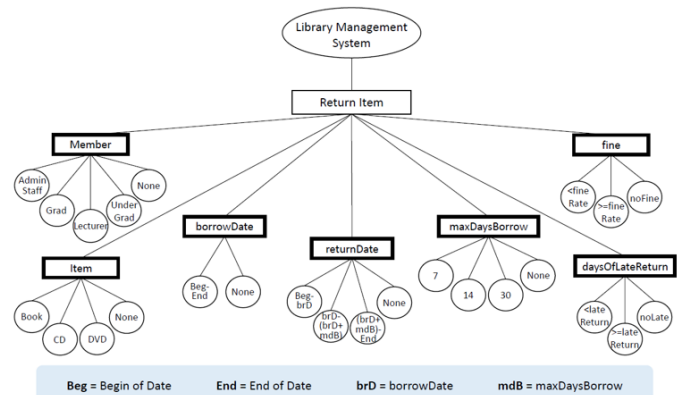 Library Management
System
Return Item
Member
Admin
Staff
Grad
Lecturer
Under
Grad
None
fine
<fine
Rate
>=fine
Rate
noFine
Item
Book
CD
DVD
None
borrowDate
Beg-
End
None
returnDate
Beg-
brD
brD-
(brD+
mdB)
(brD+
mdB)-
End
None
maxDaysBorrow
7
14
30
None
daysOfLateReturn
<late
Return
>=late
Return
noLate
Beg = Begin of Date End = End of Date brD = borrowDate mdB = maxDaysBorrow